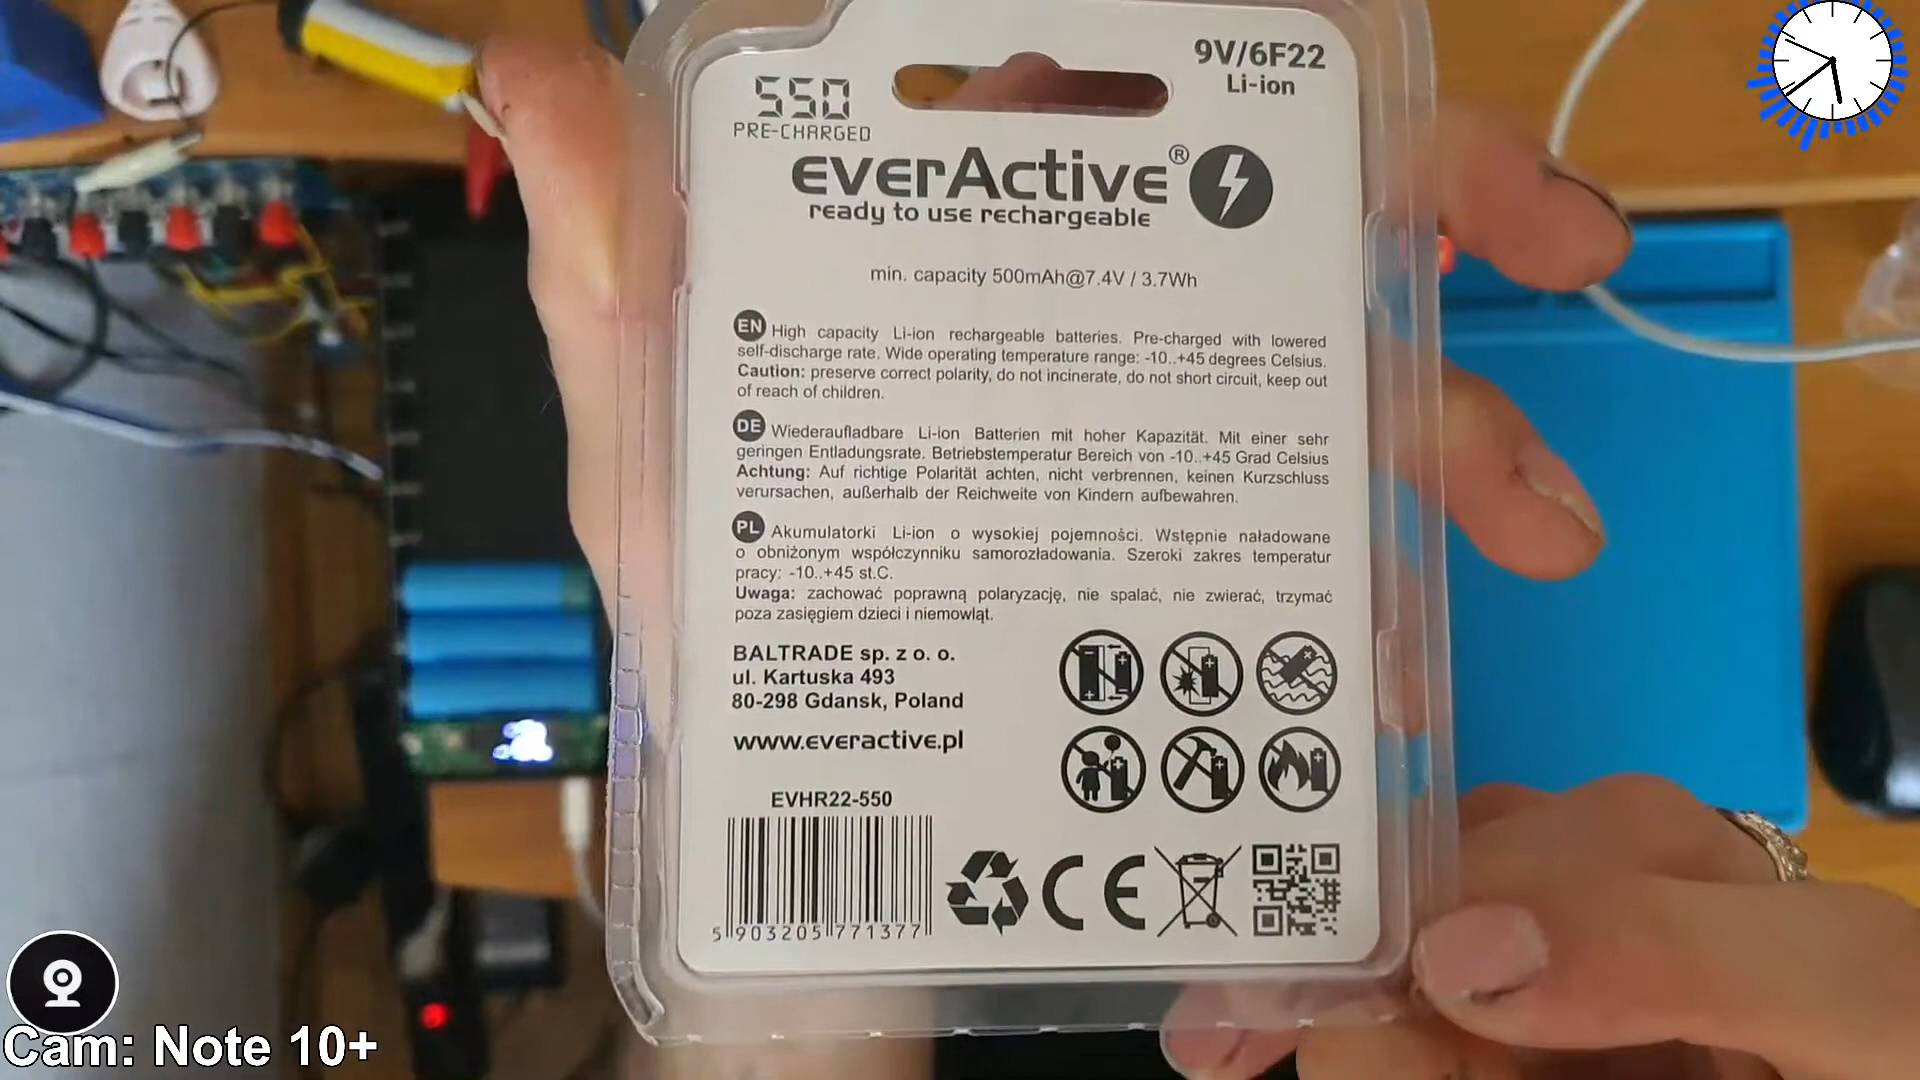 9V/6F22
Li-ion
550
PRE-CHARGED
everActive®
ready to use rechargeable
min. capacity 500mAh@7.4V / 3.7Wh
EN High capacity Li-ion rechargeable batteries. Pre-charged with lowered
self-discharge rate. Wide operating temperature range: -10..+45 degrees Celsius.
Caution: preserve correct polarity, do not incinerate, do not short circuit, keep out
of reach of children.
DE Wiederaufladbare Li-ion Batterien mit hoher Kapazität. Mit einer sehr
geringen Entladungsrate. Betriebstemperatur Bereich von -10..+45 Grad Celsius
Achtung: Auf richtige Polarität achten, nicht verbrennen, keinen Kurzschluss
verursachen, außerhalb der Reichweite von Kindern aufbewahren.
PL Akumulatorki Li-ion o wysokiej pojemności. Wstępnie naładowane
o obniżonym współczynniku samorozładowania. Szeroki zakres temperatur
pracy: -10..+45 st.C.
Uwaga: zachować poprawną polaryzację, nie spalać, nie zwierać, trzymać
poza zasięgiem dzieci i niemowląt.
BALTRADE sp. z o. o.
ul. Kartuska 493
80-298 Gdansk, Poland
www.everactive.pl
EVHR22-550
5 903205 771377
CE
Cam: Note 10+